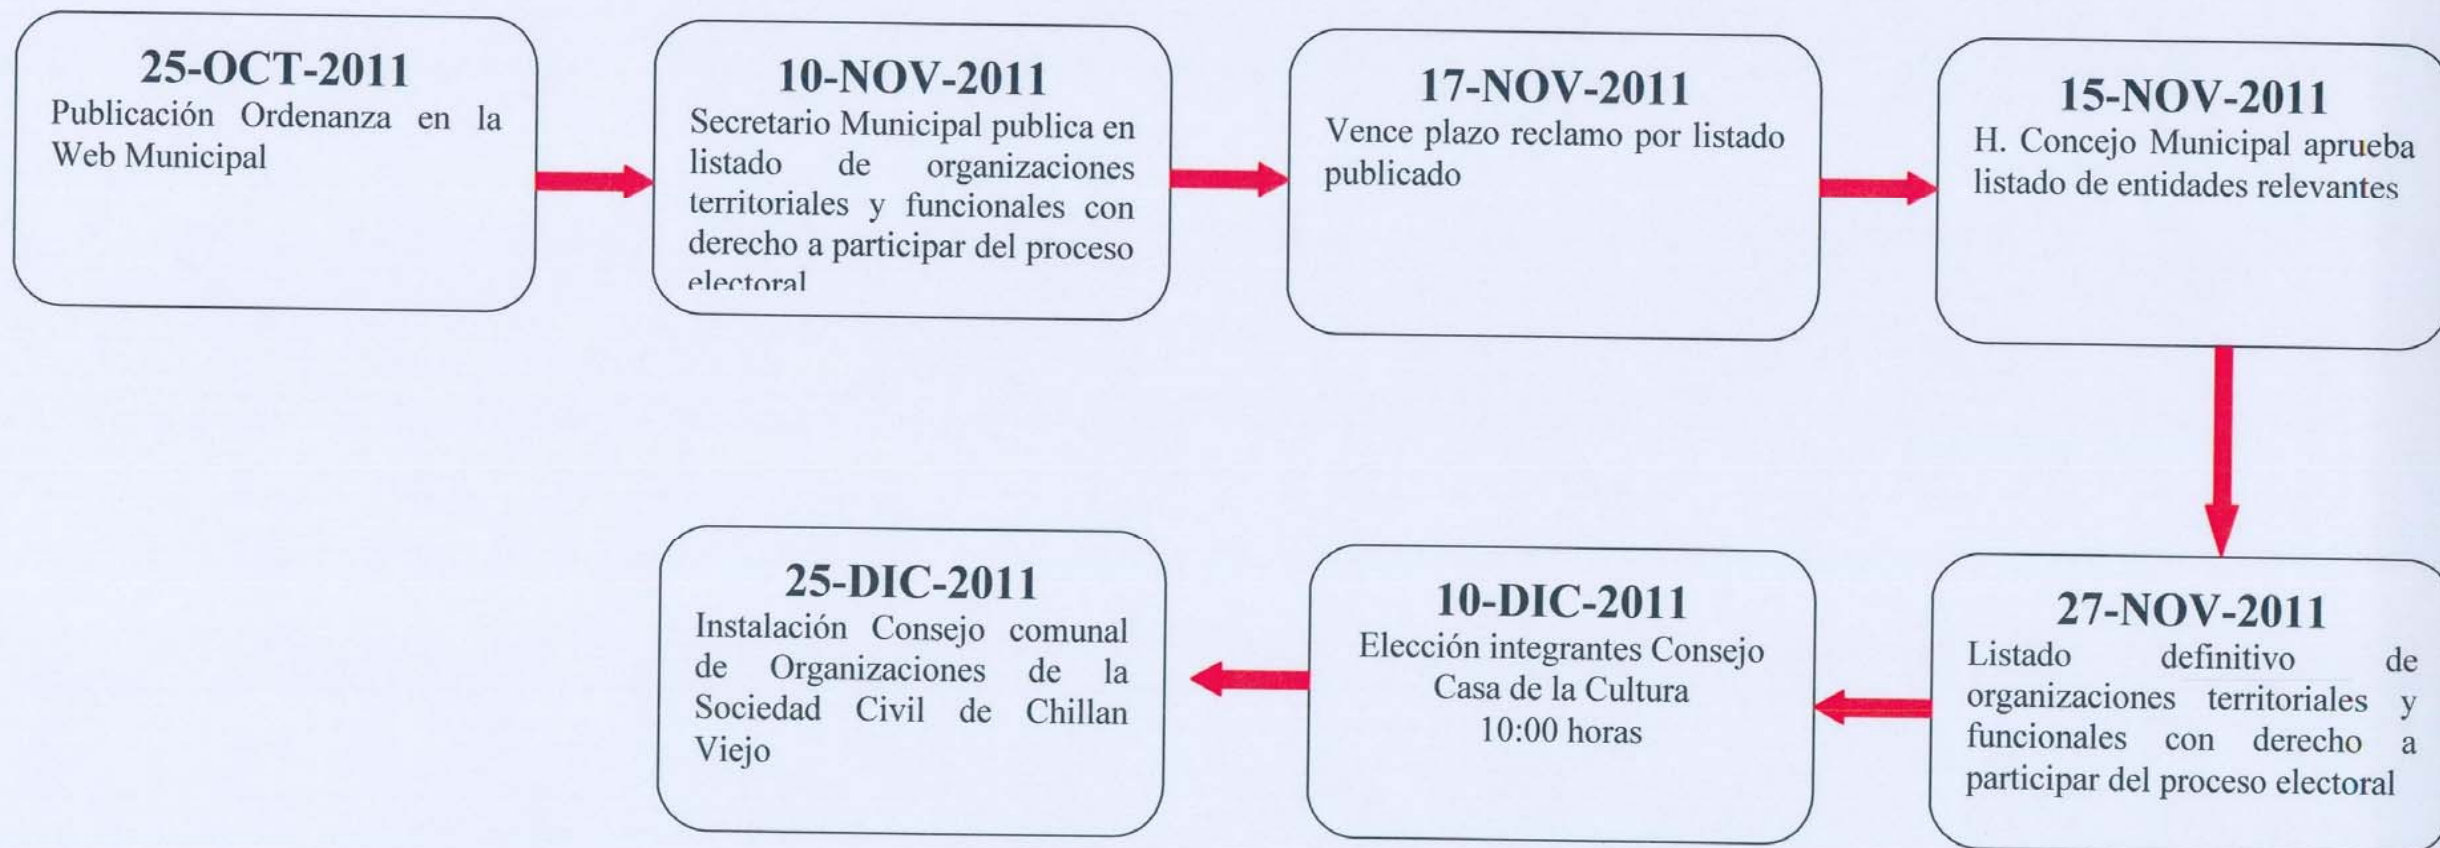 25-OCT-2011
Publicación Ordenanza en la
Web Municipal
10-NOV-2011
Secretario Municipal publica en
listado de organizaciones
territoriales y funcionales con
derecho a participar del proceso
electoral
17-NOV-2011
Vence plazo reclamo por listado
publicado
15-NOV-2011
H. Concejo Municipal aprueba
listado de entidades relevantes
27-NOV-2011
Listado definitivo de
organizaciones territoriales y
funcionales con derecho a
participar del proceso electoral
10-DIC-2011
Elección integrantes Consejo
Casa de la Cultura
10:00 horas
25-DIC-2011
Instalación Consejo comunal
de Organizaciones de la
Sociedad Civil de Chillan
Viejo